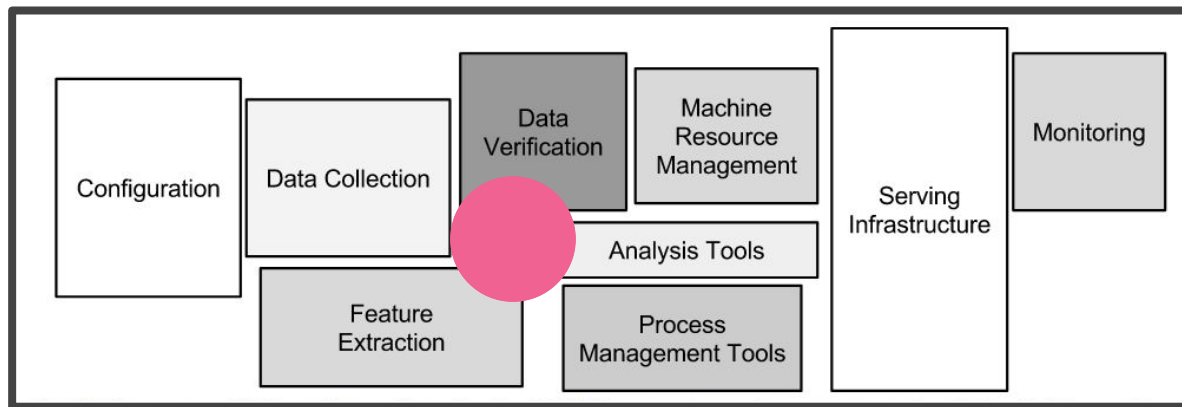 Configuration
Data Collection
Feature
Extraction
Data
Verification
Machine
Resource
Management
Analysis Tools
Process
Management Tools
Serving
Infrastructure
Monitoring